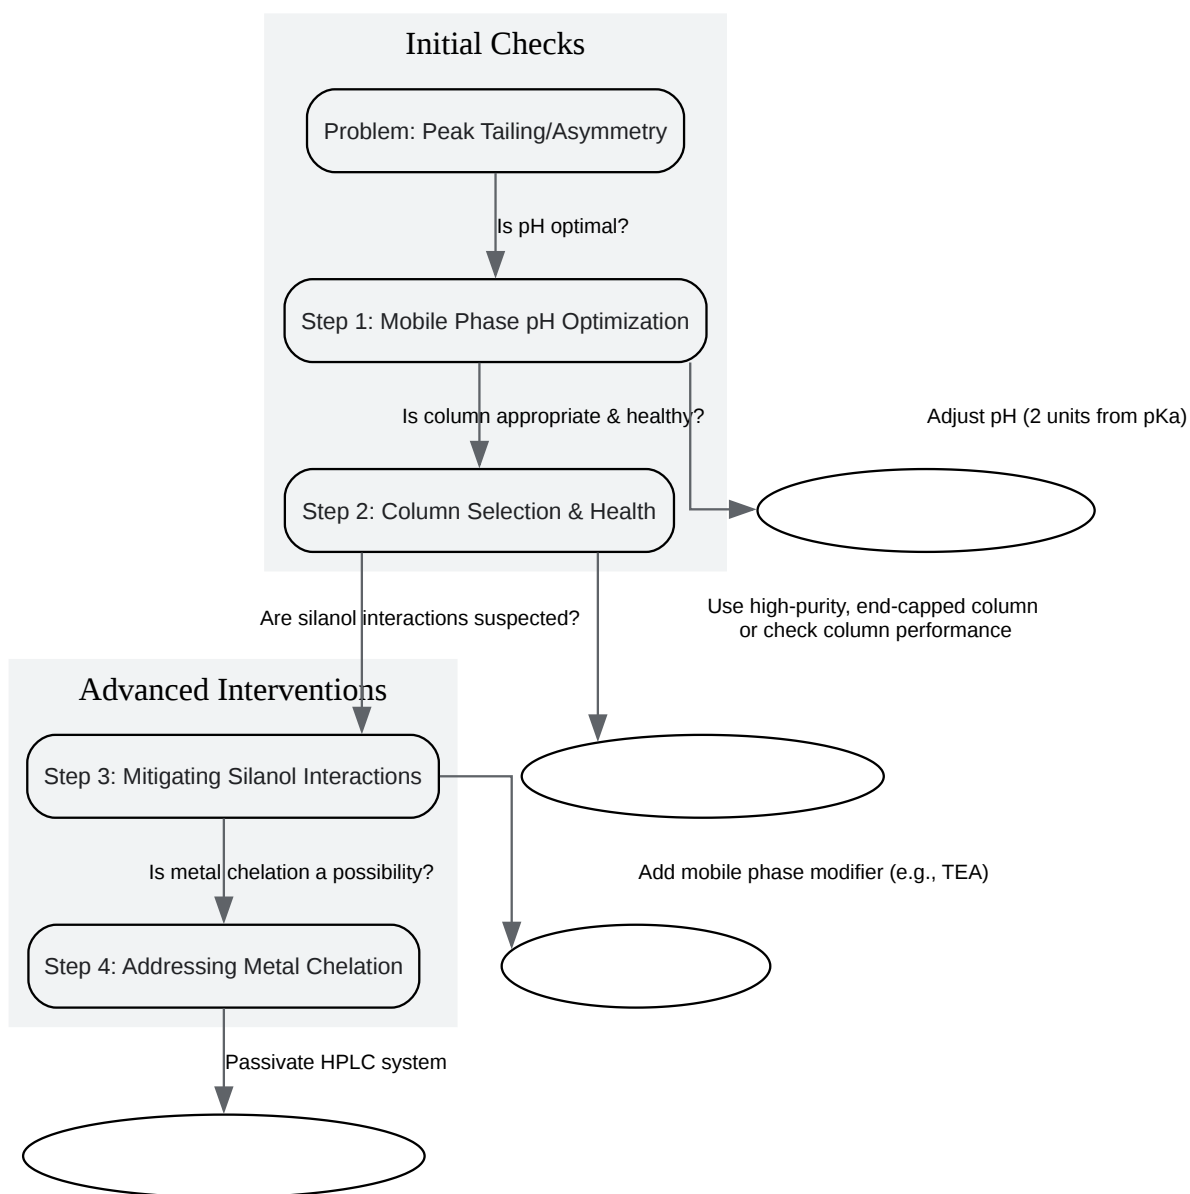 Initial Checks
Problem: Peak Tailing/Asymmetry
Is pH optimal?
Step 1: Mobile Phase pH Optimization
Is column appropriate & healthy?
Adjust pH (2 units from pKa)
Step 2: Column Selection & Health
Are silanol interactions suspected?
Use high-purity, end-capped column
or check column performance
Advanced Interventions
Step 3: Mitigating Silanol Interactions
Is metal chelation a possibility?
Add mobile phase modifier (e.g., TEA)
Step 4: Addressing Metal Chelation
Passivate HPLC system